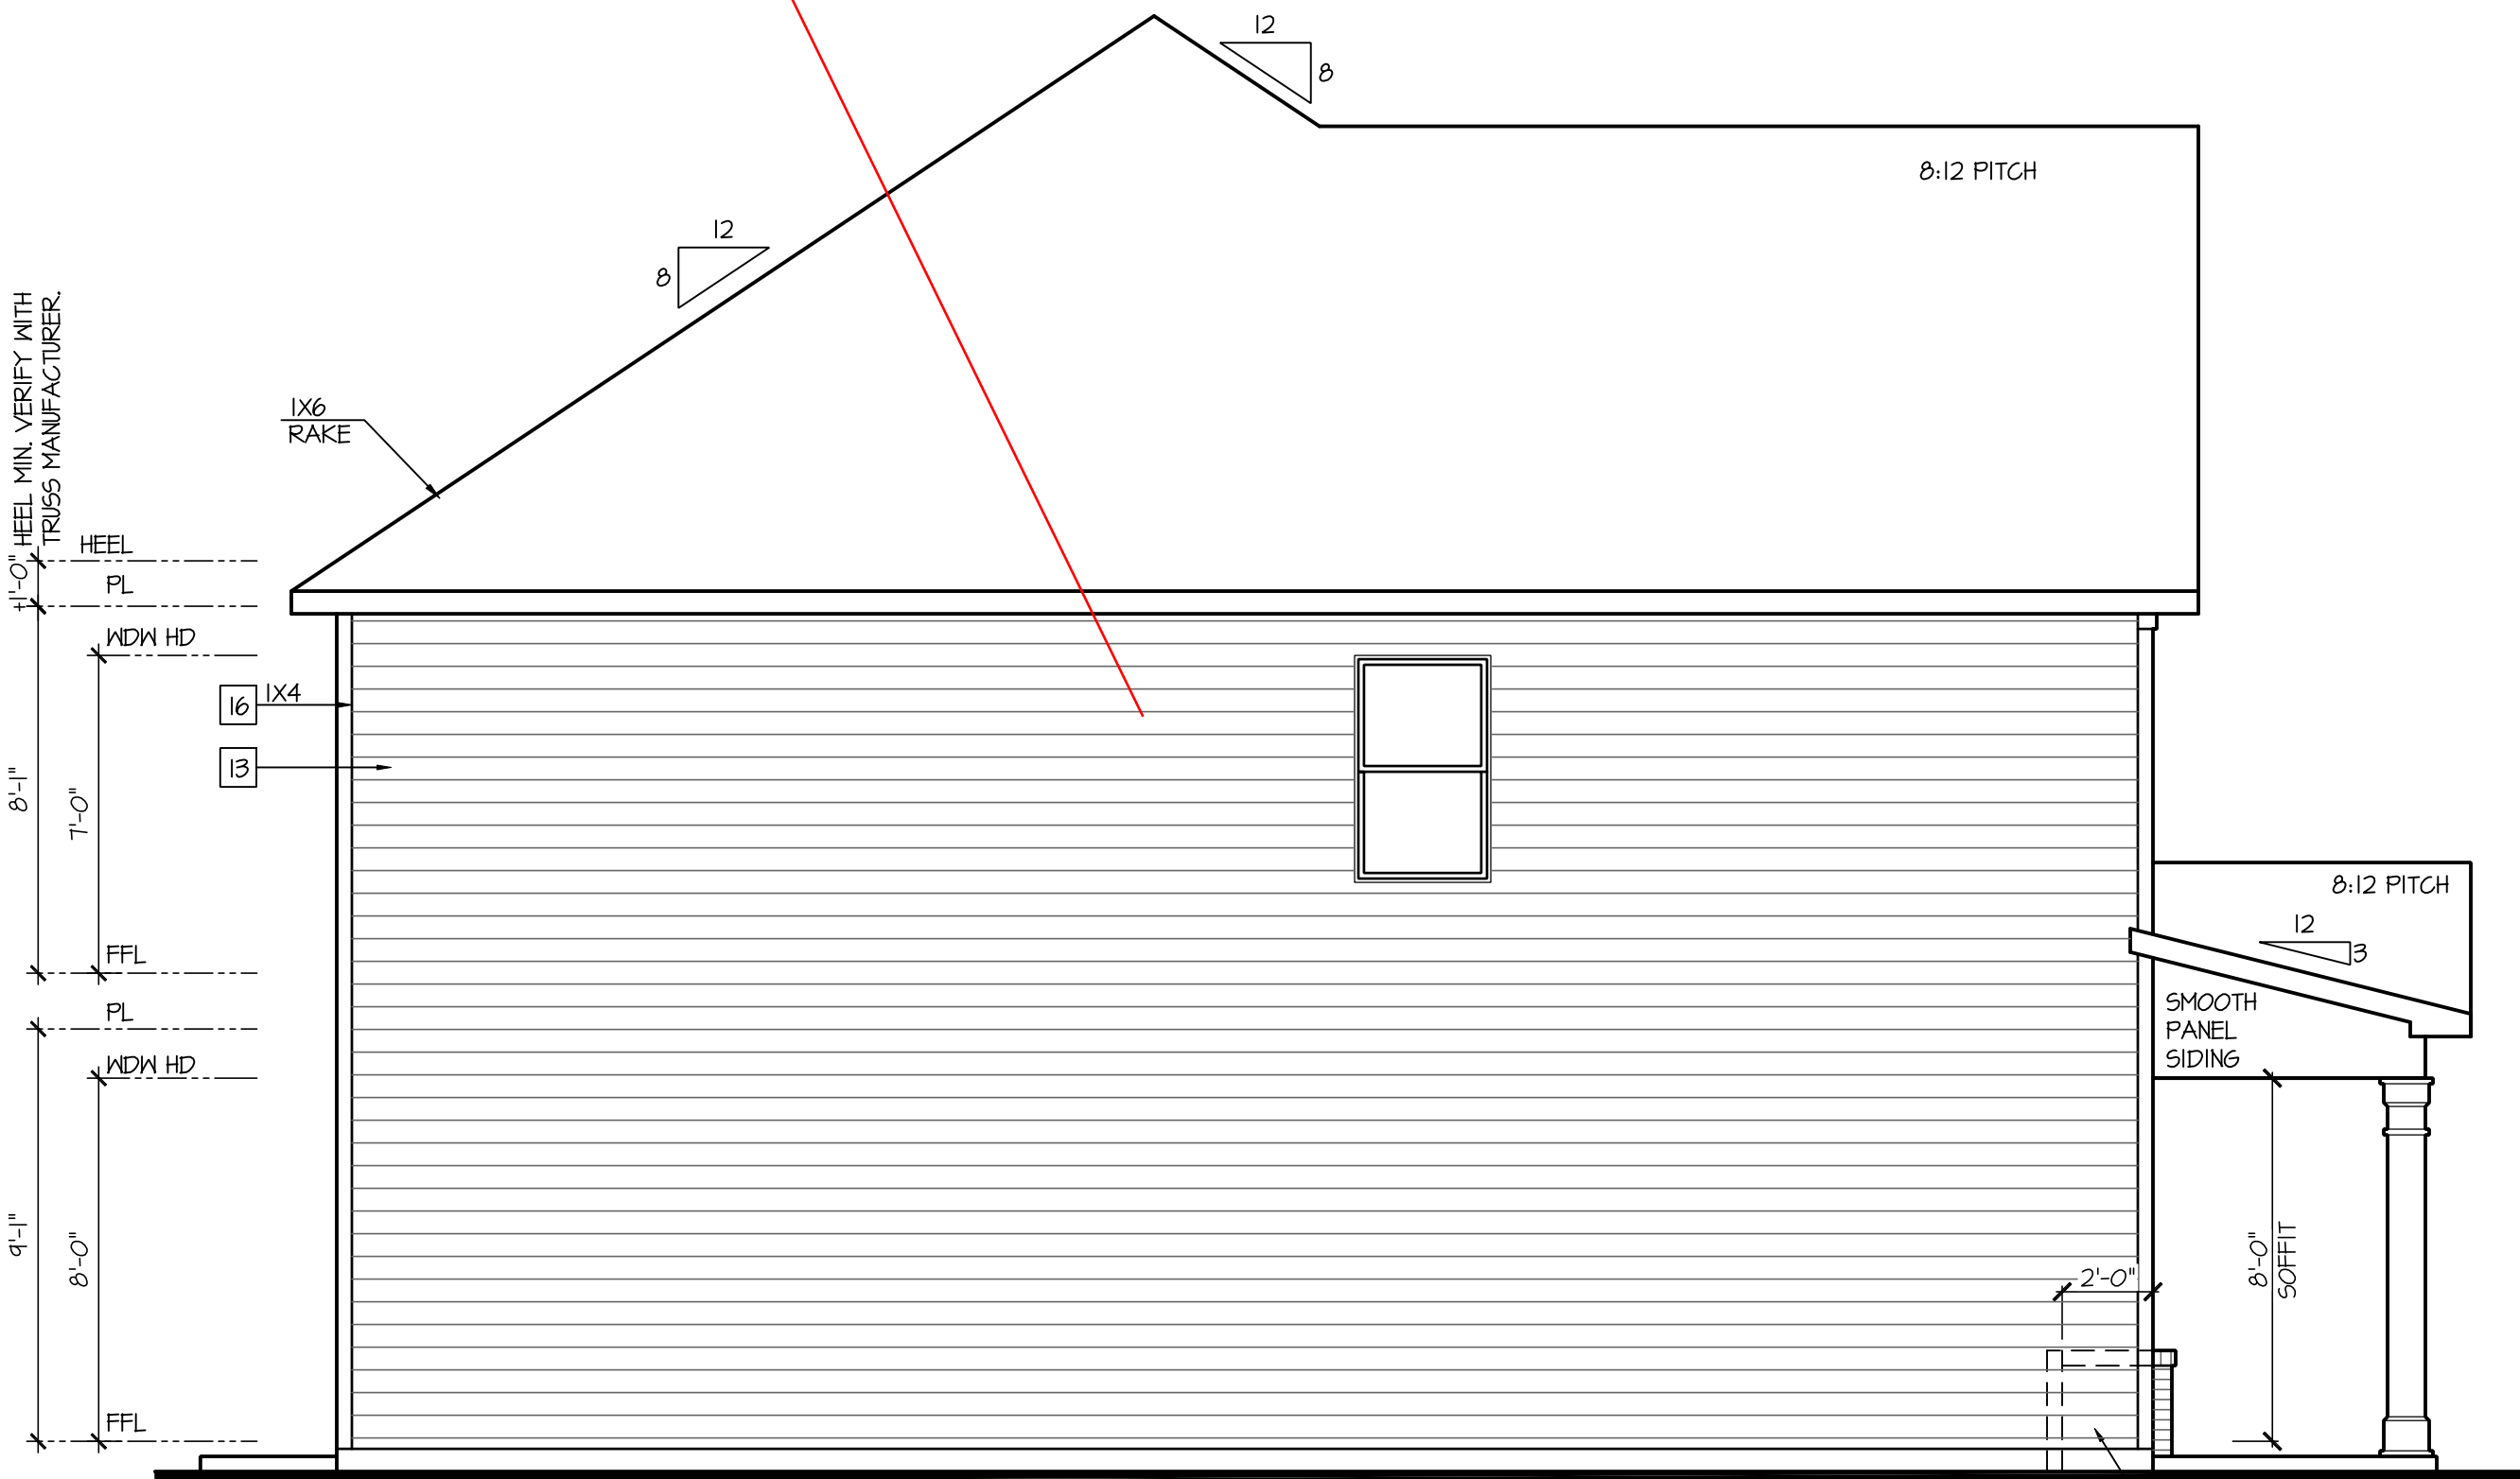 12
8
8:12 PITCH
12
8
HEEL MIN. VERIFY WITH
TRUSS MANUFACTURER.
1X6
RAKE
HEEL
+1'-0"
PL
WDW HD
16 1X4
13
8'-1"
7'-0"
FFL
8:12 PITCH
12
3
PL
SMOOTH
PANEL
SIDING
WDW HD
9'-1"
8'-0"
8'-0"
SOFFIT
2'-0"
FFL